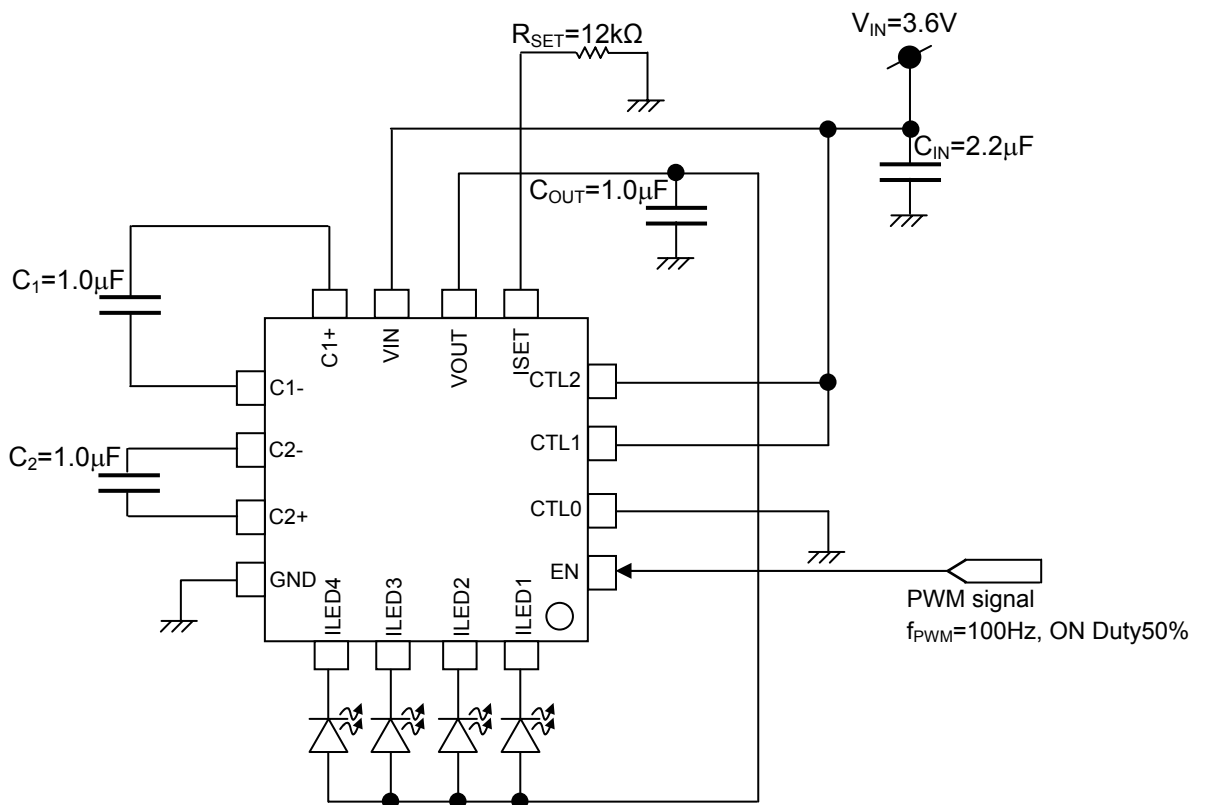 V_IN=3.6V
R_SET=12kΩ
C_IN=2.2μF
C_OUT=1.0μF
C_1=1.0μF
C1+
VIN
VOUT
ISET
C1-
CTL2
C2-
CTL1
C_2=1.0μF
C2+
CTL0
GND
EN
ILED4
ILED3
ILED2
ILED1
PWM signal
f_PWM=100Hz, ON Duty50%